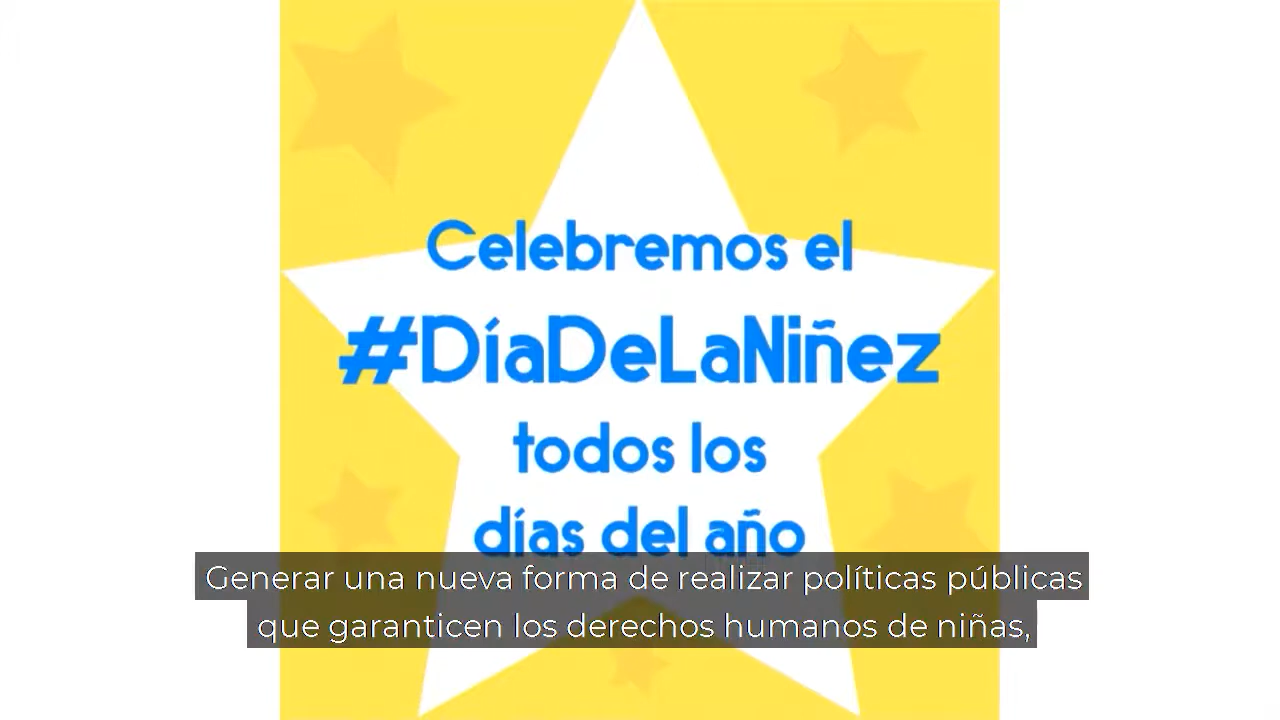 Celebremos el
#DíaDeLaNiñez
todos los
días del año
Generar una nueva forma de realizar políticas públicas
que garanticen los derechos humanos de niñas,